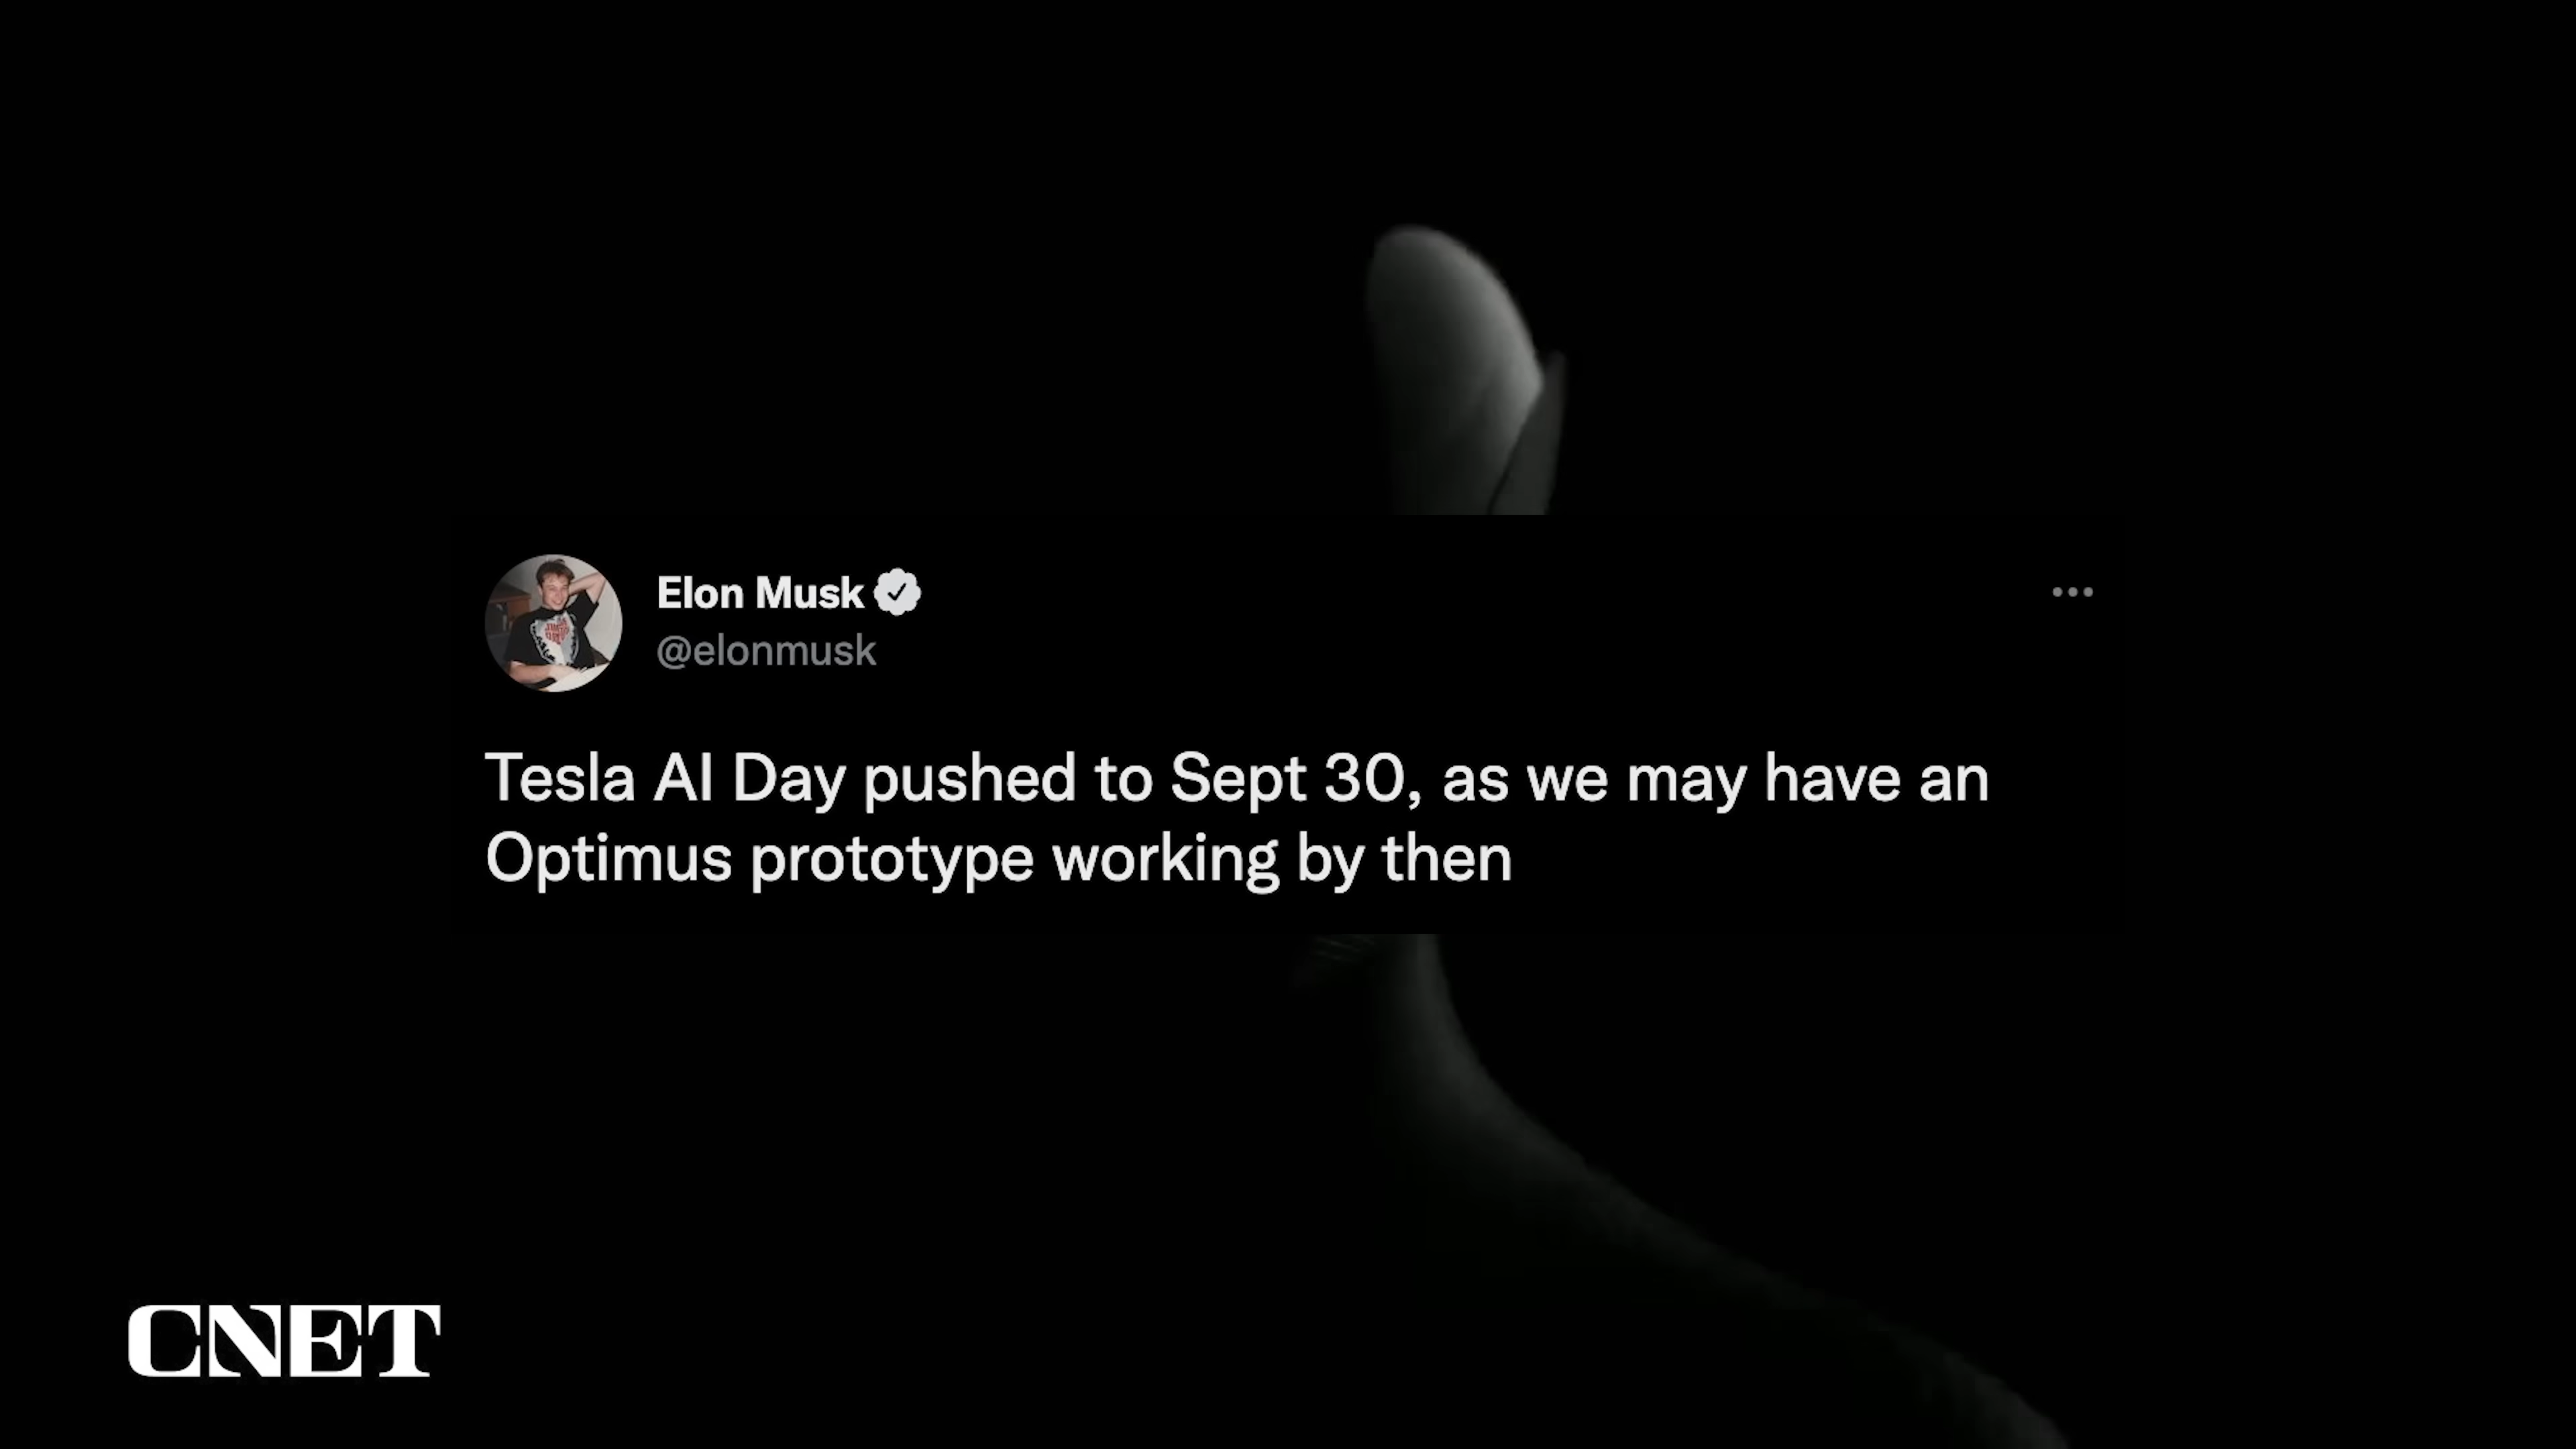 Elon Musk
@elonmusk
Tesla AI Day pushed to Sept 30, as we may have an
Optimus prototype working by then
CNET